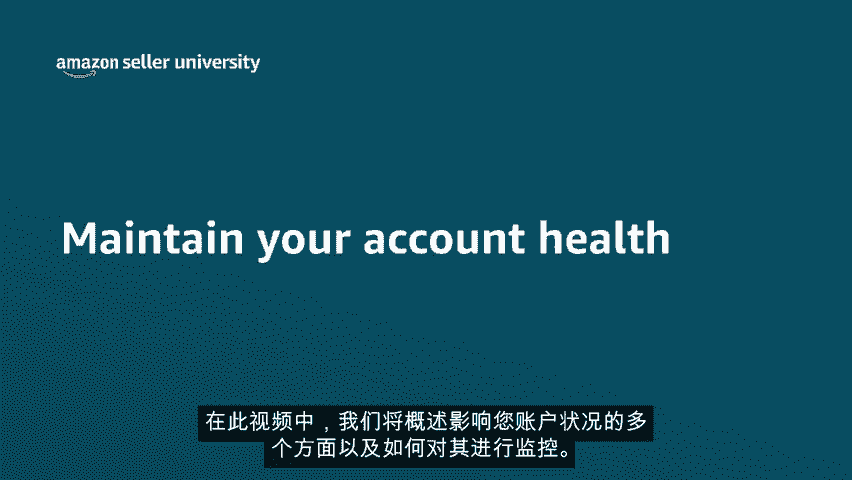 amazon seller university
Maintain your account health
在此视频中，我们将概述影响您账户状况的多
个方面以及如何对其进行监控。